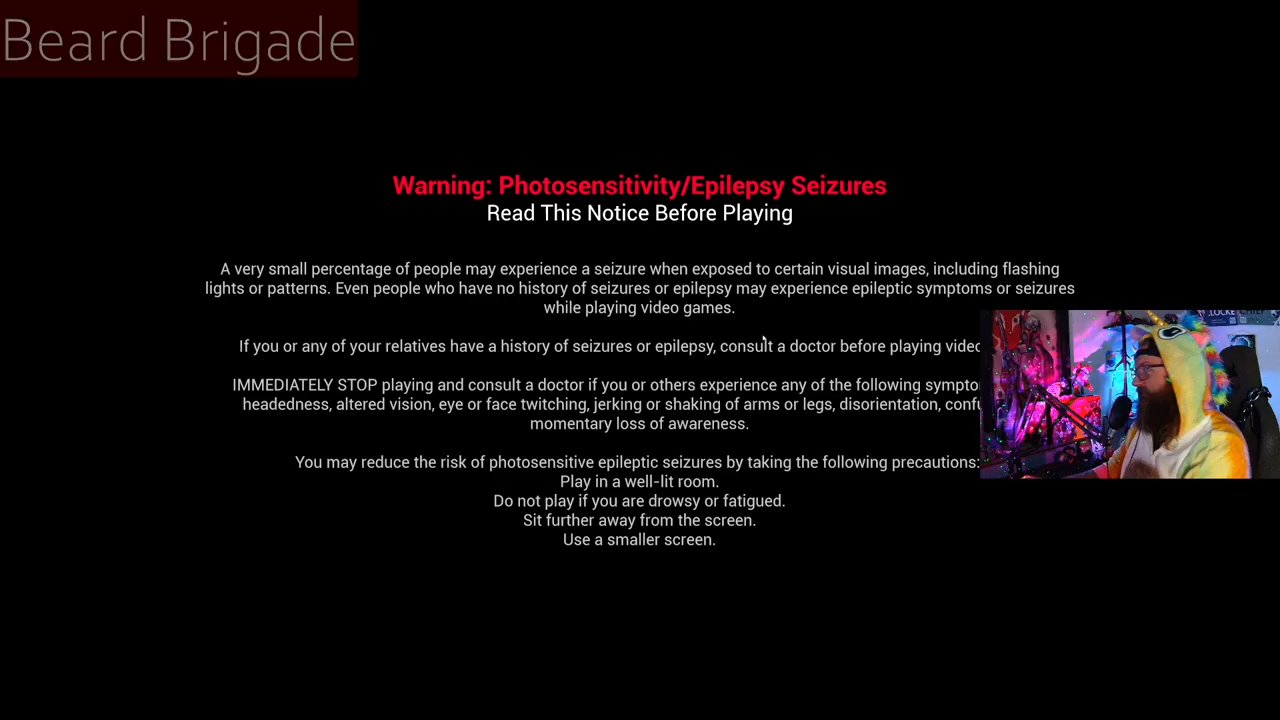 Beard Brigade
Warning: Photosensitivity/Epilepsy Seizures
Read This Notice Before Playing
A very small percentage of people may experience a seizure when exposed to certain visual images, including flashing
lights or patterns. Even people who have no history of seizures or epilepsy may experience epileptic symptoms or seizures
while playing video games.
If you or any of your relatives have a history of seizures or epilepsy, consult a doctor before playing video
IMMEDIATELY STOP playing and consult a doctor if you or others experience any of the following
headedness, altered vision, eye or face twitching, jerking or shaking of arms or legs, disorientation,
momentary loss of awareness.
You may reduce the risk of photosensitive epileptic seizures by taking the following precautions:
Play in a well-lit room.
Do not play if you are drowsy or fatigued.
Sit further away from the screen.
Use a smaller screen.